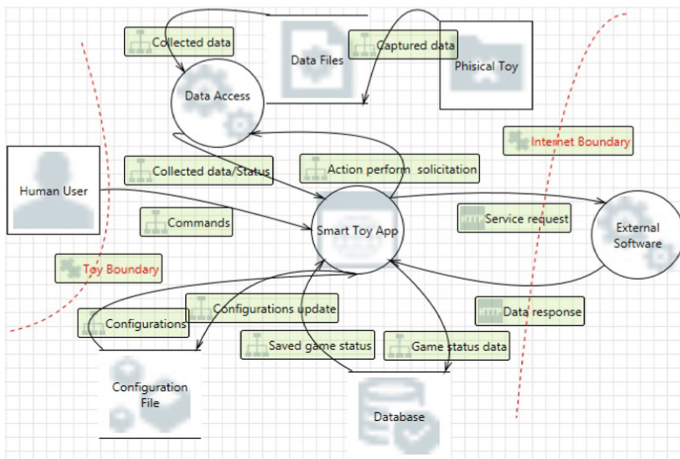 Collected data
Data Files
Captured data
Phisical Toy
Data Access
Internet Boundary
Collected data/Status
Action perform solicitation
Human User
Commands
Smart Toy App
HTTP
Service request
External
Software
Toy Boundary
Configurations
Configurations update
HTTP
Data response
Saved game status
Game status data
Configuration
File
Database